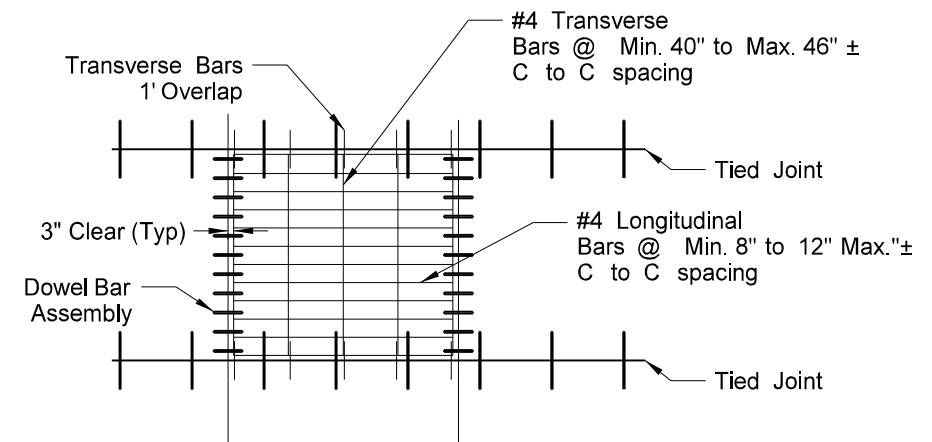 #4 Transverse
Bars @ Min. 40" to Max. 46" ±
C to C spacing
Transverse Bars
1' Overlap
Tied Joint
#4 Longitudinal
Bars @ Min. 8" to 12" Max."±
C to C spacing
3" Clear (Typ)
Dowel Bar
Assembly
Tied Joint